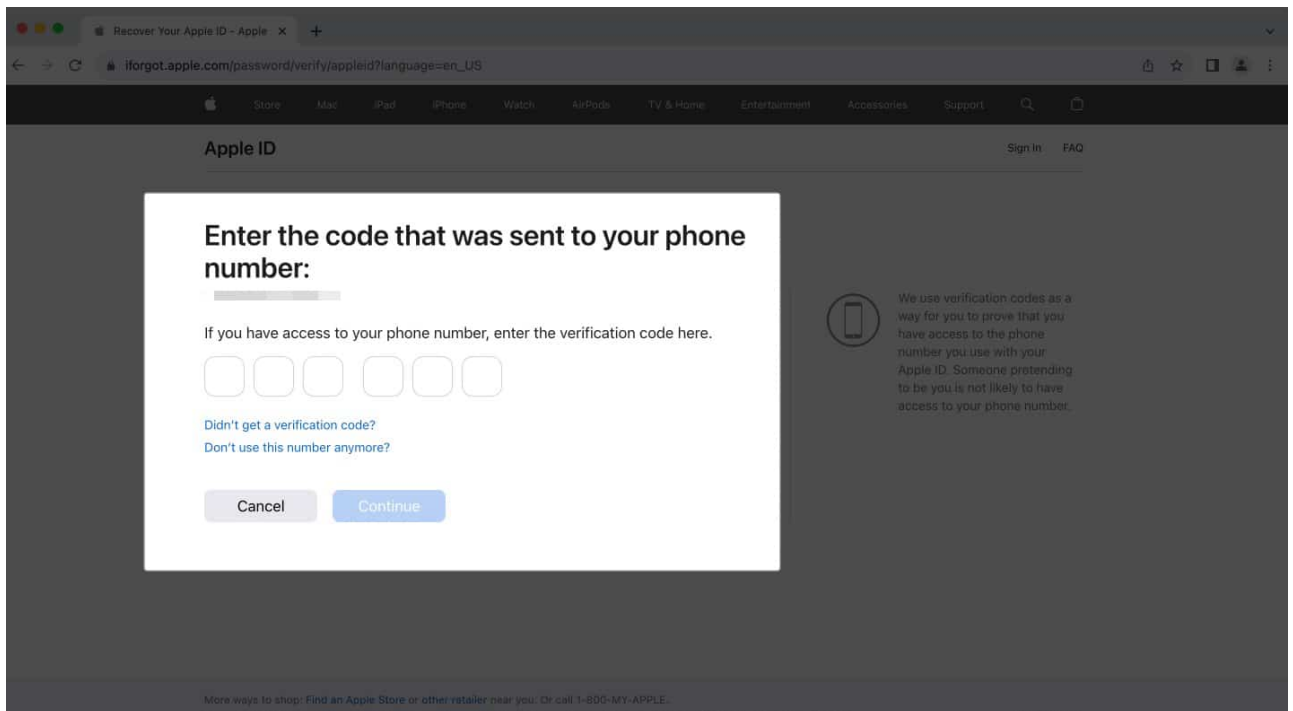 Recover Your Apple ID - Apple
iforgot.apple.com/password/verify/appleid?language=en_US
Store Mac iPad iPhone Watch AirPods TV & Home Entertainment Accessories Support
Apple ID
Sign In FAQ
Enter the code that was sent to your phone
number:
If you have access to your phone number, enter the verification code here.
Didn't get a verification code?
Don't use this number anymore?
Cancel Continue
We use verification codes as a
way for you to prove that you
have access to the phone
number you use with your
Apple ID. Someone pretending
to be you is not likely to have
access to your phone number.
More ways to shop: Find an Apple Store or other retailer near you. Or call 1-800-MY-APPLE.